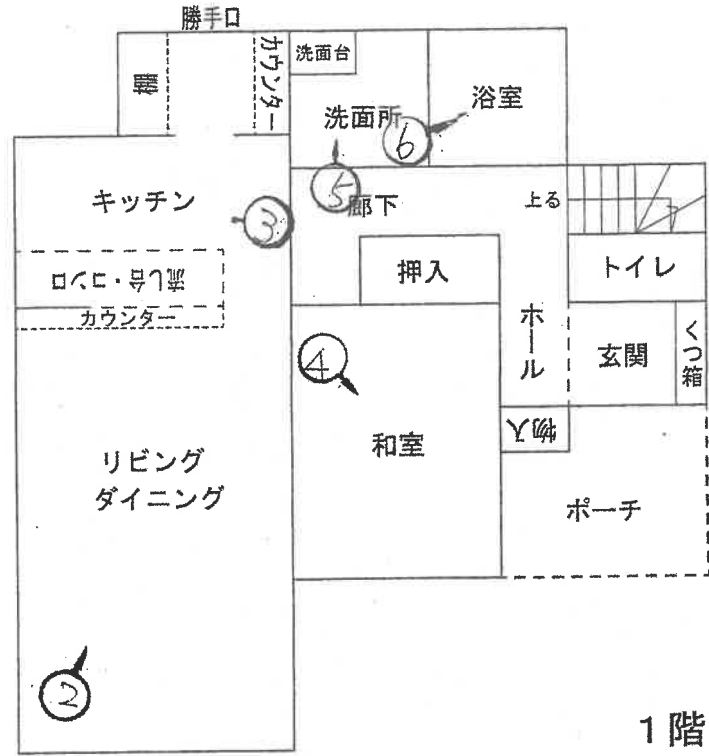 勝手口
棚
カウンター
洗面台
洗面所
浴室
6
キッチン
3
5
廊下
上る
流し台・コンロ
カウンター
押入
トイレ
ホール
玄関
くつ箱
4
和室
物入
リビング
ダイニング
ポーチ
2
1階